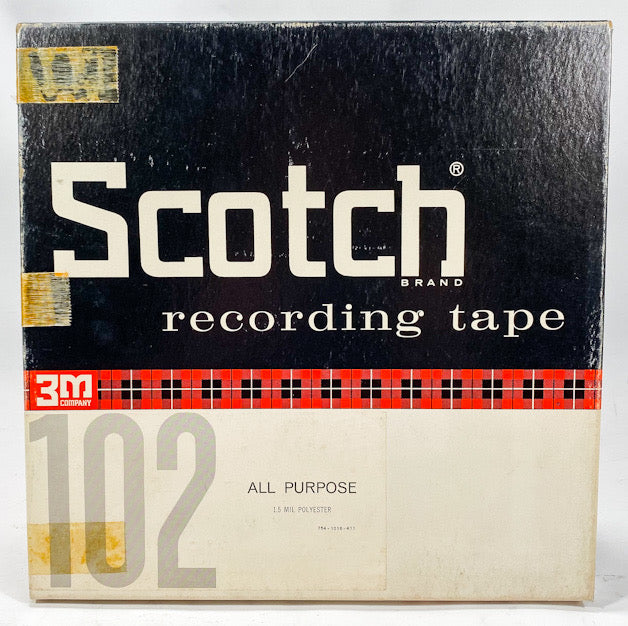 Scotch®
BRAND
recording tape
3M
COMPANY
102
ALL PURPOSE
1.5 MIL POLYESTER